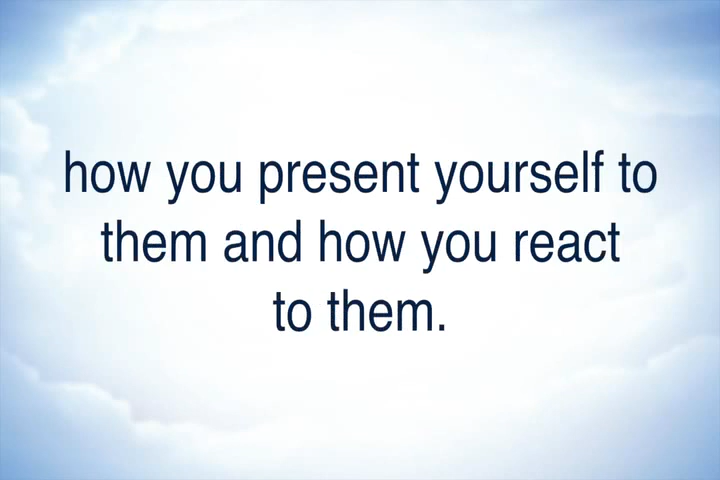 how you present yourself to
them and how you react
to them.